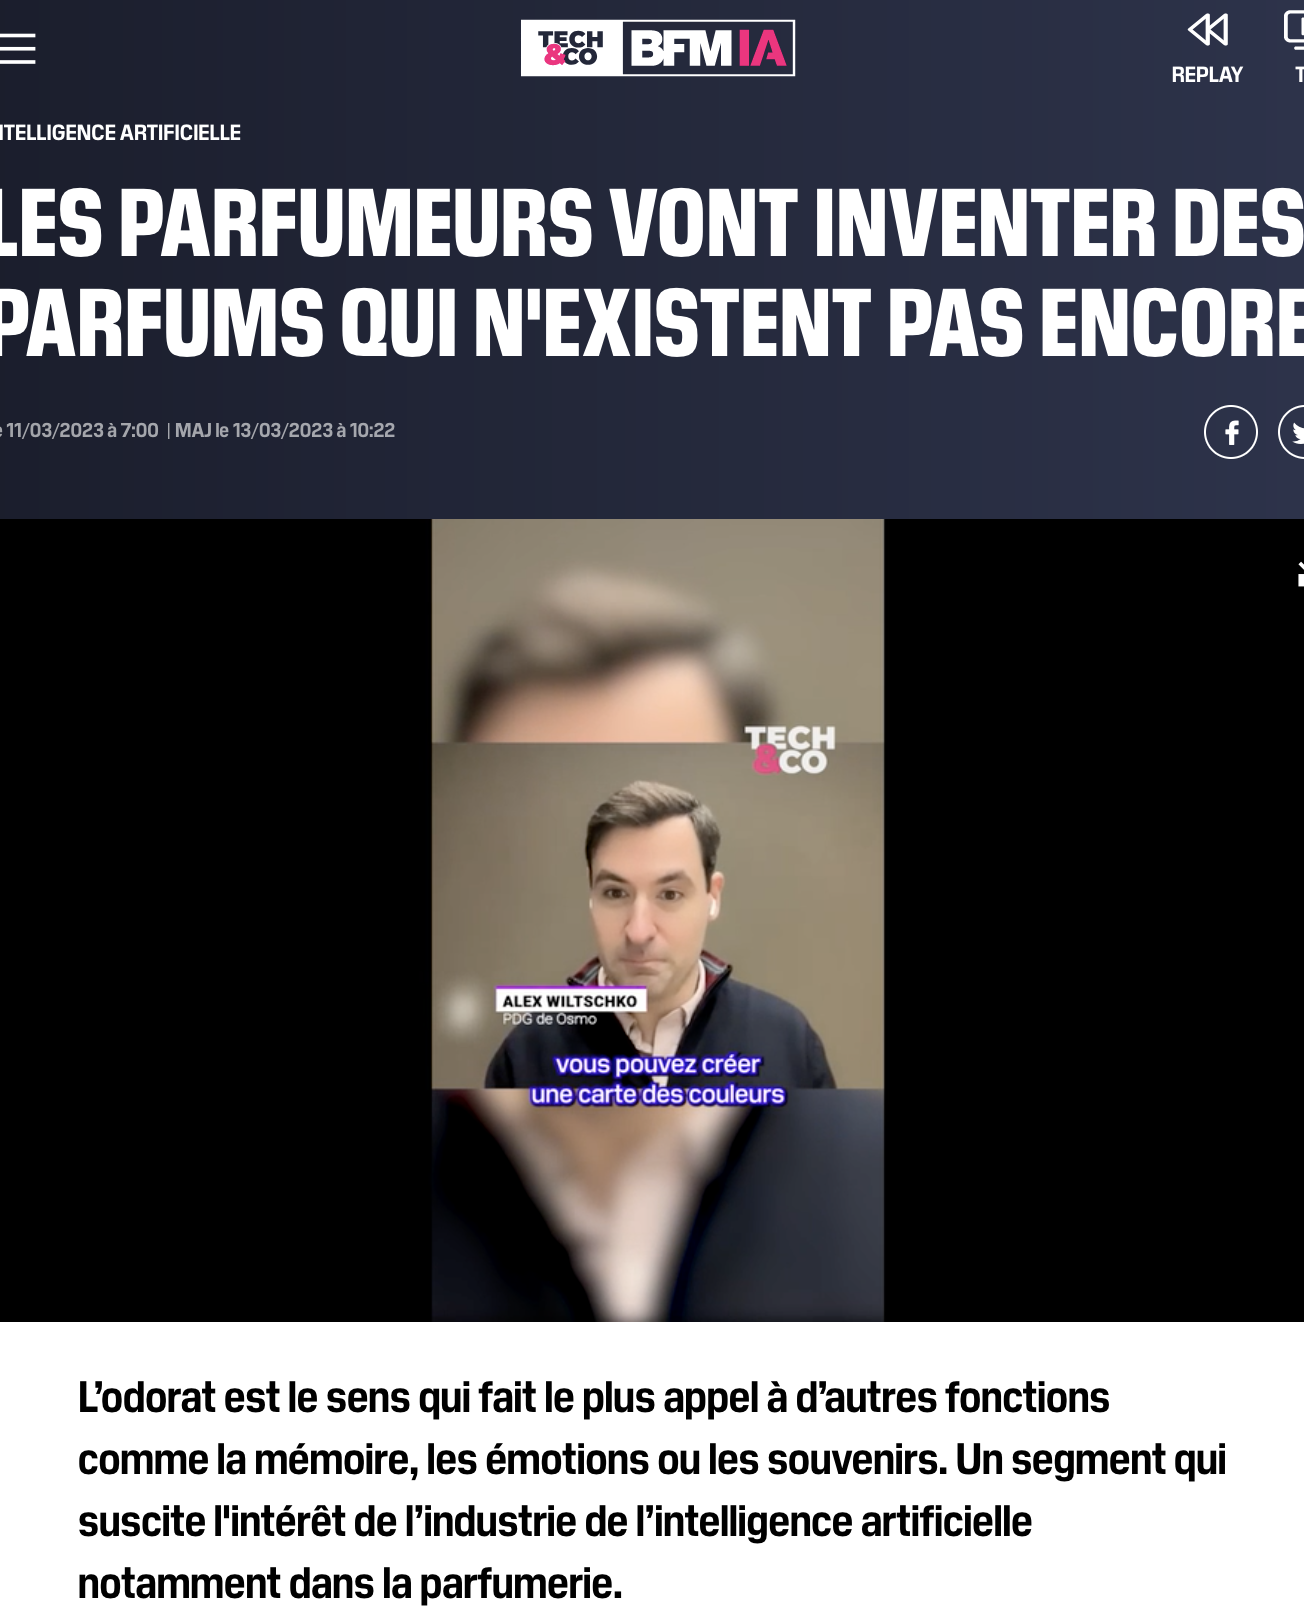 TECH
&CO
BFM IA
REPLAY
INTELLIGENCE ARTIFICIELLE
LES PARFUMEURS VONT INVENTER DES
PARFUMS QUI N'EXISTENT PAS ENCORE
11/03/2023 à 7:00 | MAJ le 13/03/2023 à 10:22
TECH
&CO
ALEX WILTSCHKO
PDG de Osmo
vous pouvez créer
une carte des couleurs
L’odorat est le sens qui fait le plus appel à d’autres fonctions
comme la mémoire, les émotions ou les souvenirs. Un segment qui
suscite l'intérêt de l’industrie de l’intelligence artificielle
notamment dans la parfumerie.